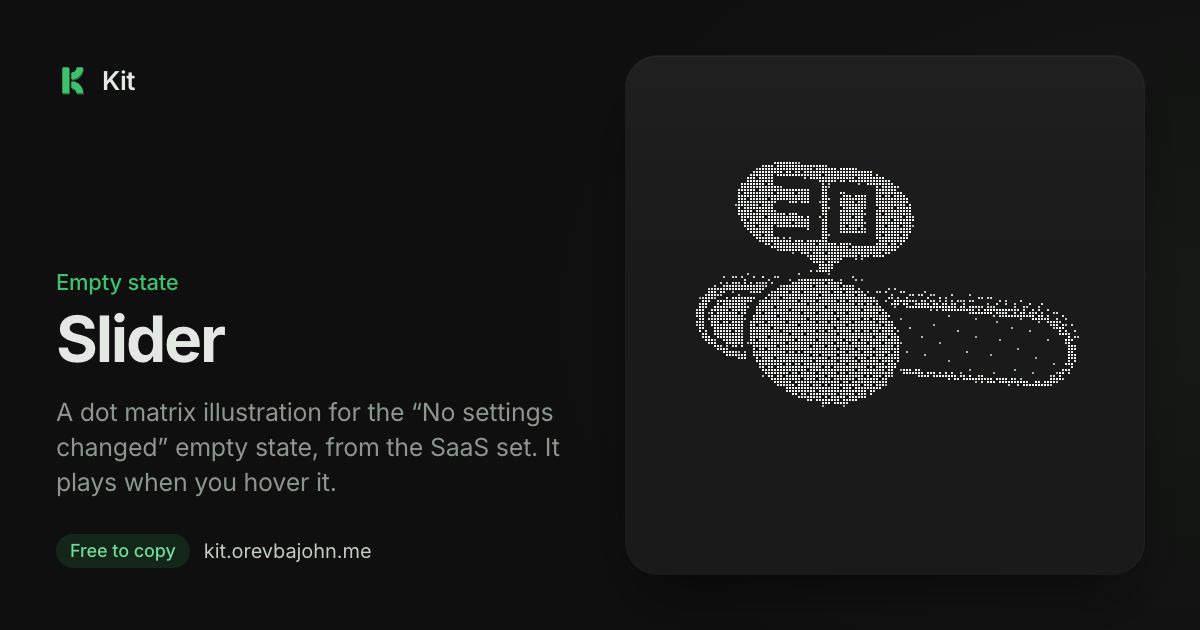 Kit
Empty state
Slider
A dot matrix illustration for the “No settings
changed” empty state, from the SaaS set. It
plays when you hover it.
Free to copy
kit.orevbajohn.me
30